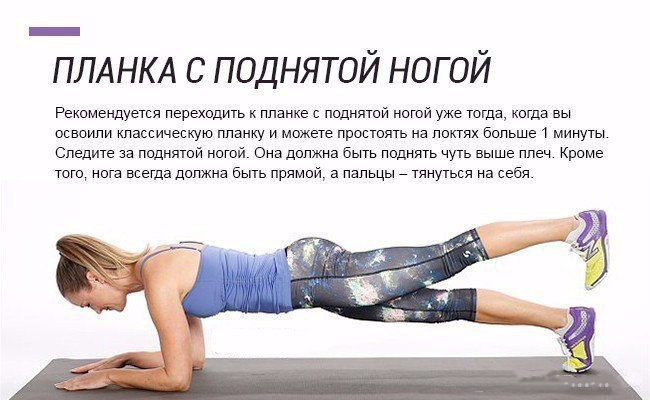 ПЛАНКА С ПОДНЯТОЙ НОГОЙ
Рекомендуется переходить к планке с поднятой ногой уже тогда, когда вы
освоили классическую планку и можете простоять на локтях больше 1 минуты.
Следите за поднятой ногой. Она должна быть поднять чуть выше плеч. Кроме
того, нога всегда должна быть прямой, а пальцы – тянуться на себя.